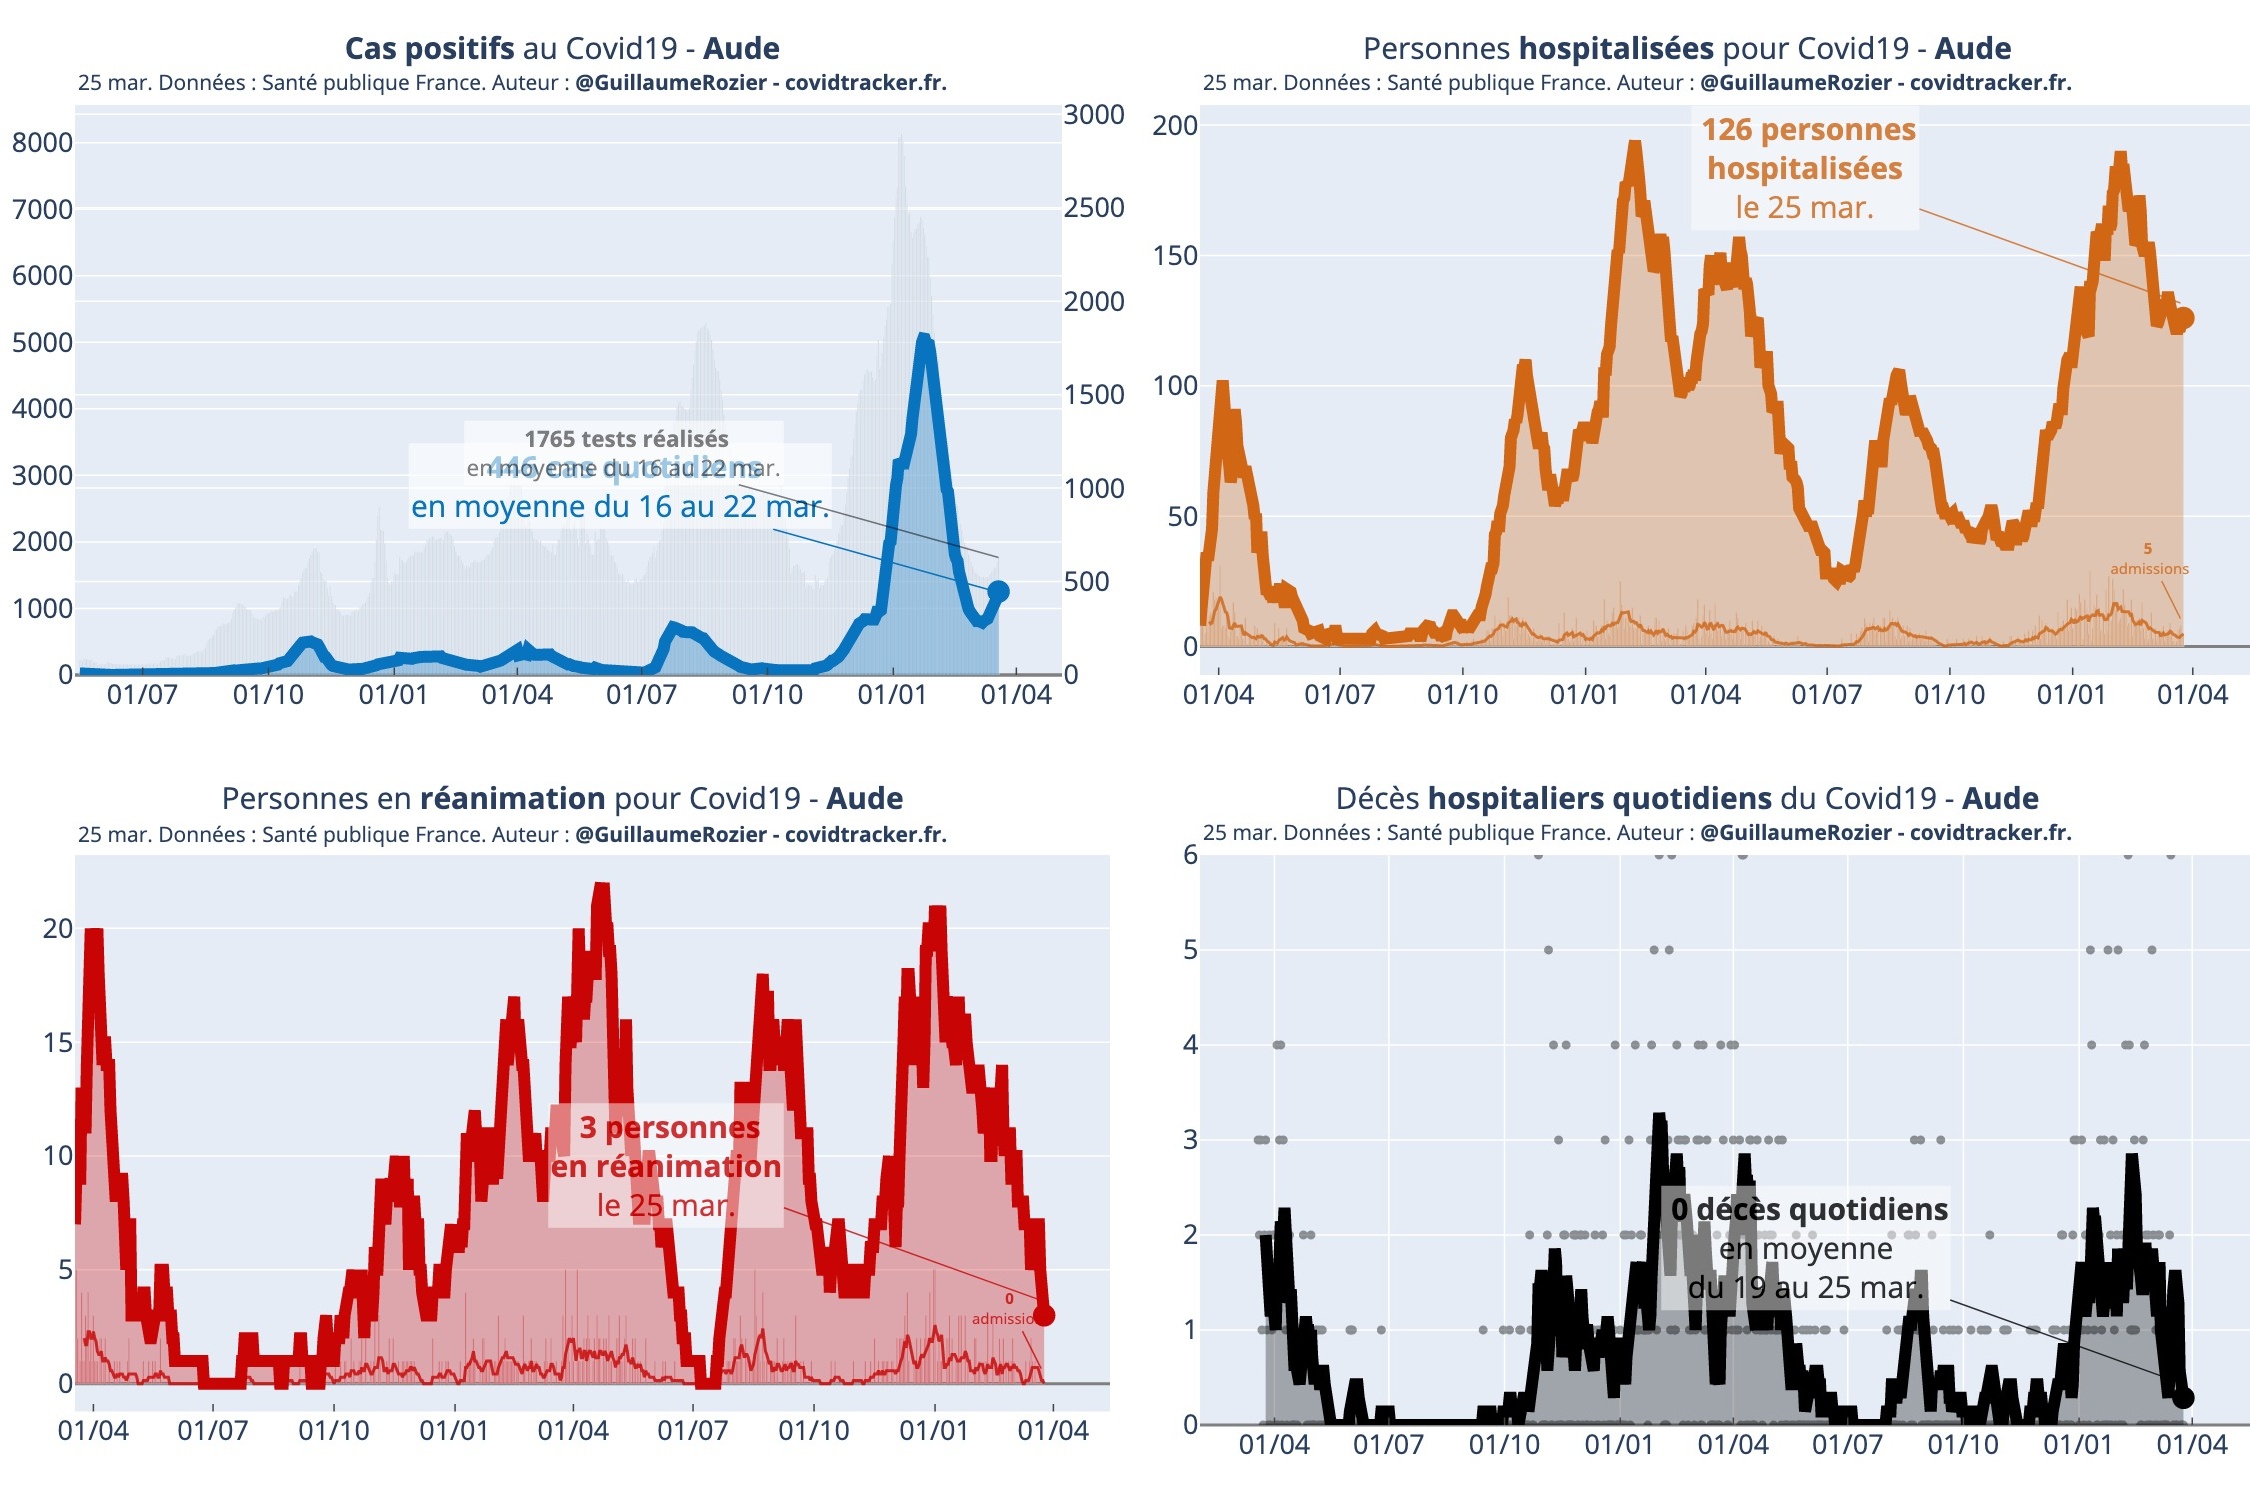 Cas positifs au Covid19 - Aude
25 mar. Données : Santé publique France. Auteur : @GuillaumeRozier - covidtracker.fr.
8000
7000
6000
5000
4000
3000
2000
1000
0
3000
2500
2000
1500
1000
500
0
1765 tests réalisés
en moyenne du 16 au 22 mar.
446 cas quotidiens
en moyenne du 16 au 22 mar.
01/07 01/10 01/01 01/04 01/07 01/10 01/01 01/04
Personnes hospitalisées pour Covid19 - Aude
25 mar. Données : Santé publique France. Auteur : @GuillaumeRozier - covidtracker.fr.
200
150
100
50
0
126 personnes
hospitalisées
le 25 mar.
5
admissions
01/04 01/07 01/10 01/01 01/04 01/07 01/10 01/01 01/04
Personnes en réanimation pour Covid19 - Aude
25 mar. Données : Santé publique France. Auteur : @GuillaumeRozier - covidtracker.fr.
20
15
10
5
0
3 personnes
en réanimation
le 25 mar.
0
admissio
01/04 01/07 01/10 01/01 01/04 01/07 01/10 01/01 01/04
Décès hospitaliers quotidiens du Covid19 - Aude
25 mar. Données : Santé publique France. Auteur : @GuillaumeRozier - covidtracker.fr.
6
5
4
3
2
1
0
0 décès quotidiens
en moyenne
du 19 au 25 mar.
01/04 01/07 01/10 01/01 01/04 01/07 01/10 01/01 01/04